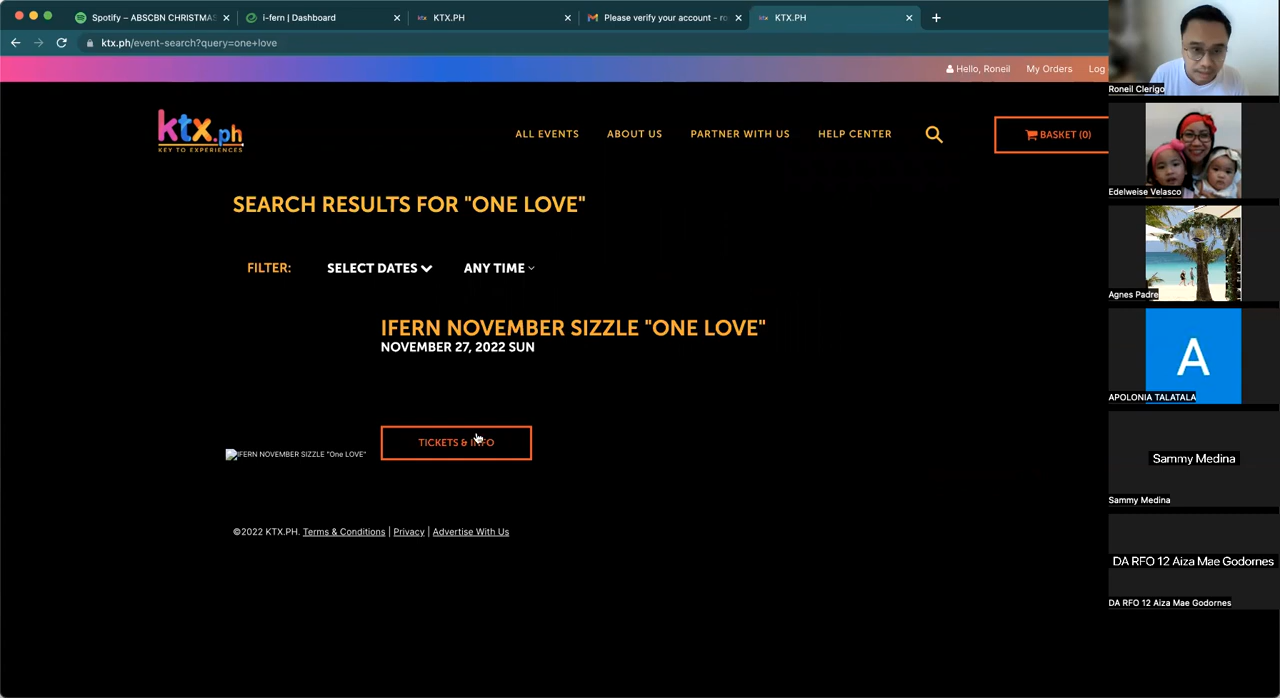 Spotify – ABSCBN CHRISTMAS
i-fern | Dashboard
KTX.PH
Please verify your account - ro
KTX.PH
ktx.ph/event-search?query=one+love
Hello, Roneil
My Orders
Log
ktx.ph
KEY TO EXPERIENCES
ALL EVENTS
ABOUT US
PARTNER WITH US
HELP CENTER
BASKET (0)
SEARCH RESULTS FOR "ONE LOVE"
FILTER:
SELECT DATES
ANY TIME
IFERN NOVEMBER SIZZLE "ONE LOVE"
NOVEMBER 27, 2022 SUN
TICKETS & INFO
IFERN NOVEMBER SIZZLE "One LOVE"
©2022 KTX.PH. Terms & Conditions | Privacy | Advertise With Us
Roneil Clerigo
Edelweise Velasco
Agnes Padre
A
APOLONIA TALATALA
Sammy Medina
Sammy Medina
DA RFO 12 Aiza Mae Godornes
DA RFO 12 Aiza Mae Godornes